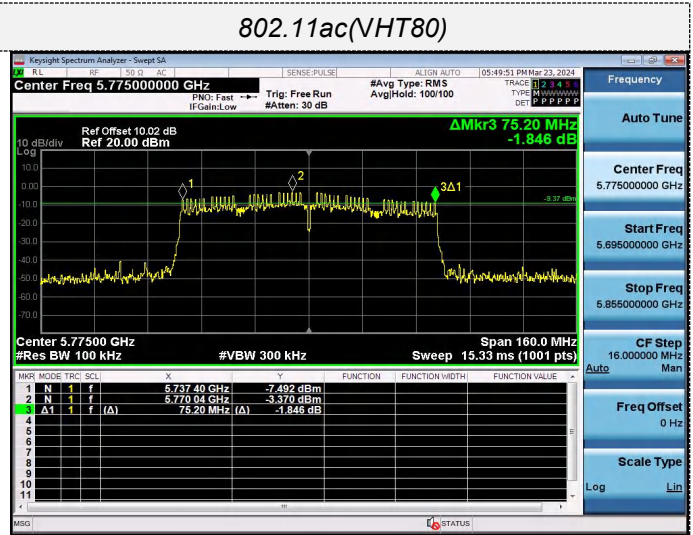 802.11ac(VHT80)
Keysight Spectrum Analyzer - Swept SA
RL RF 50 Ω AC SENSE:PULSE ALIGN AUTO 05:49:51 PM Mar 23, 2024
Center Freq 5.775000000 GHz
PNO: Fast
IFGain:Low
Trig: Free Run
#Atten: 30 dB
#Avg Type: RMS
Avg|Hold: 100/100
TRACE 1 2 3 4 5 6
TYPE M WWWWW
DET P P P P P P
ΔMkr3 75.20 MHz
-1.846 dB
Ref Offset 10.02 dB
10 dB/div Ref 20.00 dBm
Log
10.0
0.00
-10.0
-20.0
-30.0
-40.0
-50.0
-60.0
-70.0
1
2
3Δ1
-9.37 dBm
Center 5.77500 GHz Span 160.0 MHz
#Res BW 100 kHz #VBW 300 kHz Sweep 15.33 ms (1001 pts)
MKR MODE TRC SCL X Y FUNCTION FUNCTION WIDTH FUNCTION VALUE
1 N 1 f 5.737 40 GHz -7.492 dBm
2 N 1 f 5.770 04 GHz -3.370 dBm
3 Δ1 1 f (Δ) 75.20 MHz (Δ) -1.846 dB
4
5
6
7
8
9
10
11
MSG STATUS
Frequency
Auto Tune
Center Freq
5.775000000 GHz
Start Freq
5.695000000 GHz
Stop Freq
5.855000000 GHz
CF Step
16.000000 MHz
Auto Man
Freq Offset
0 Hz
Scale Type
Log Lin